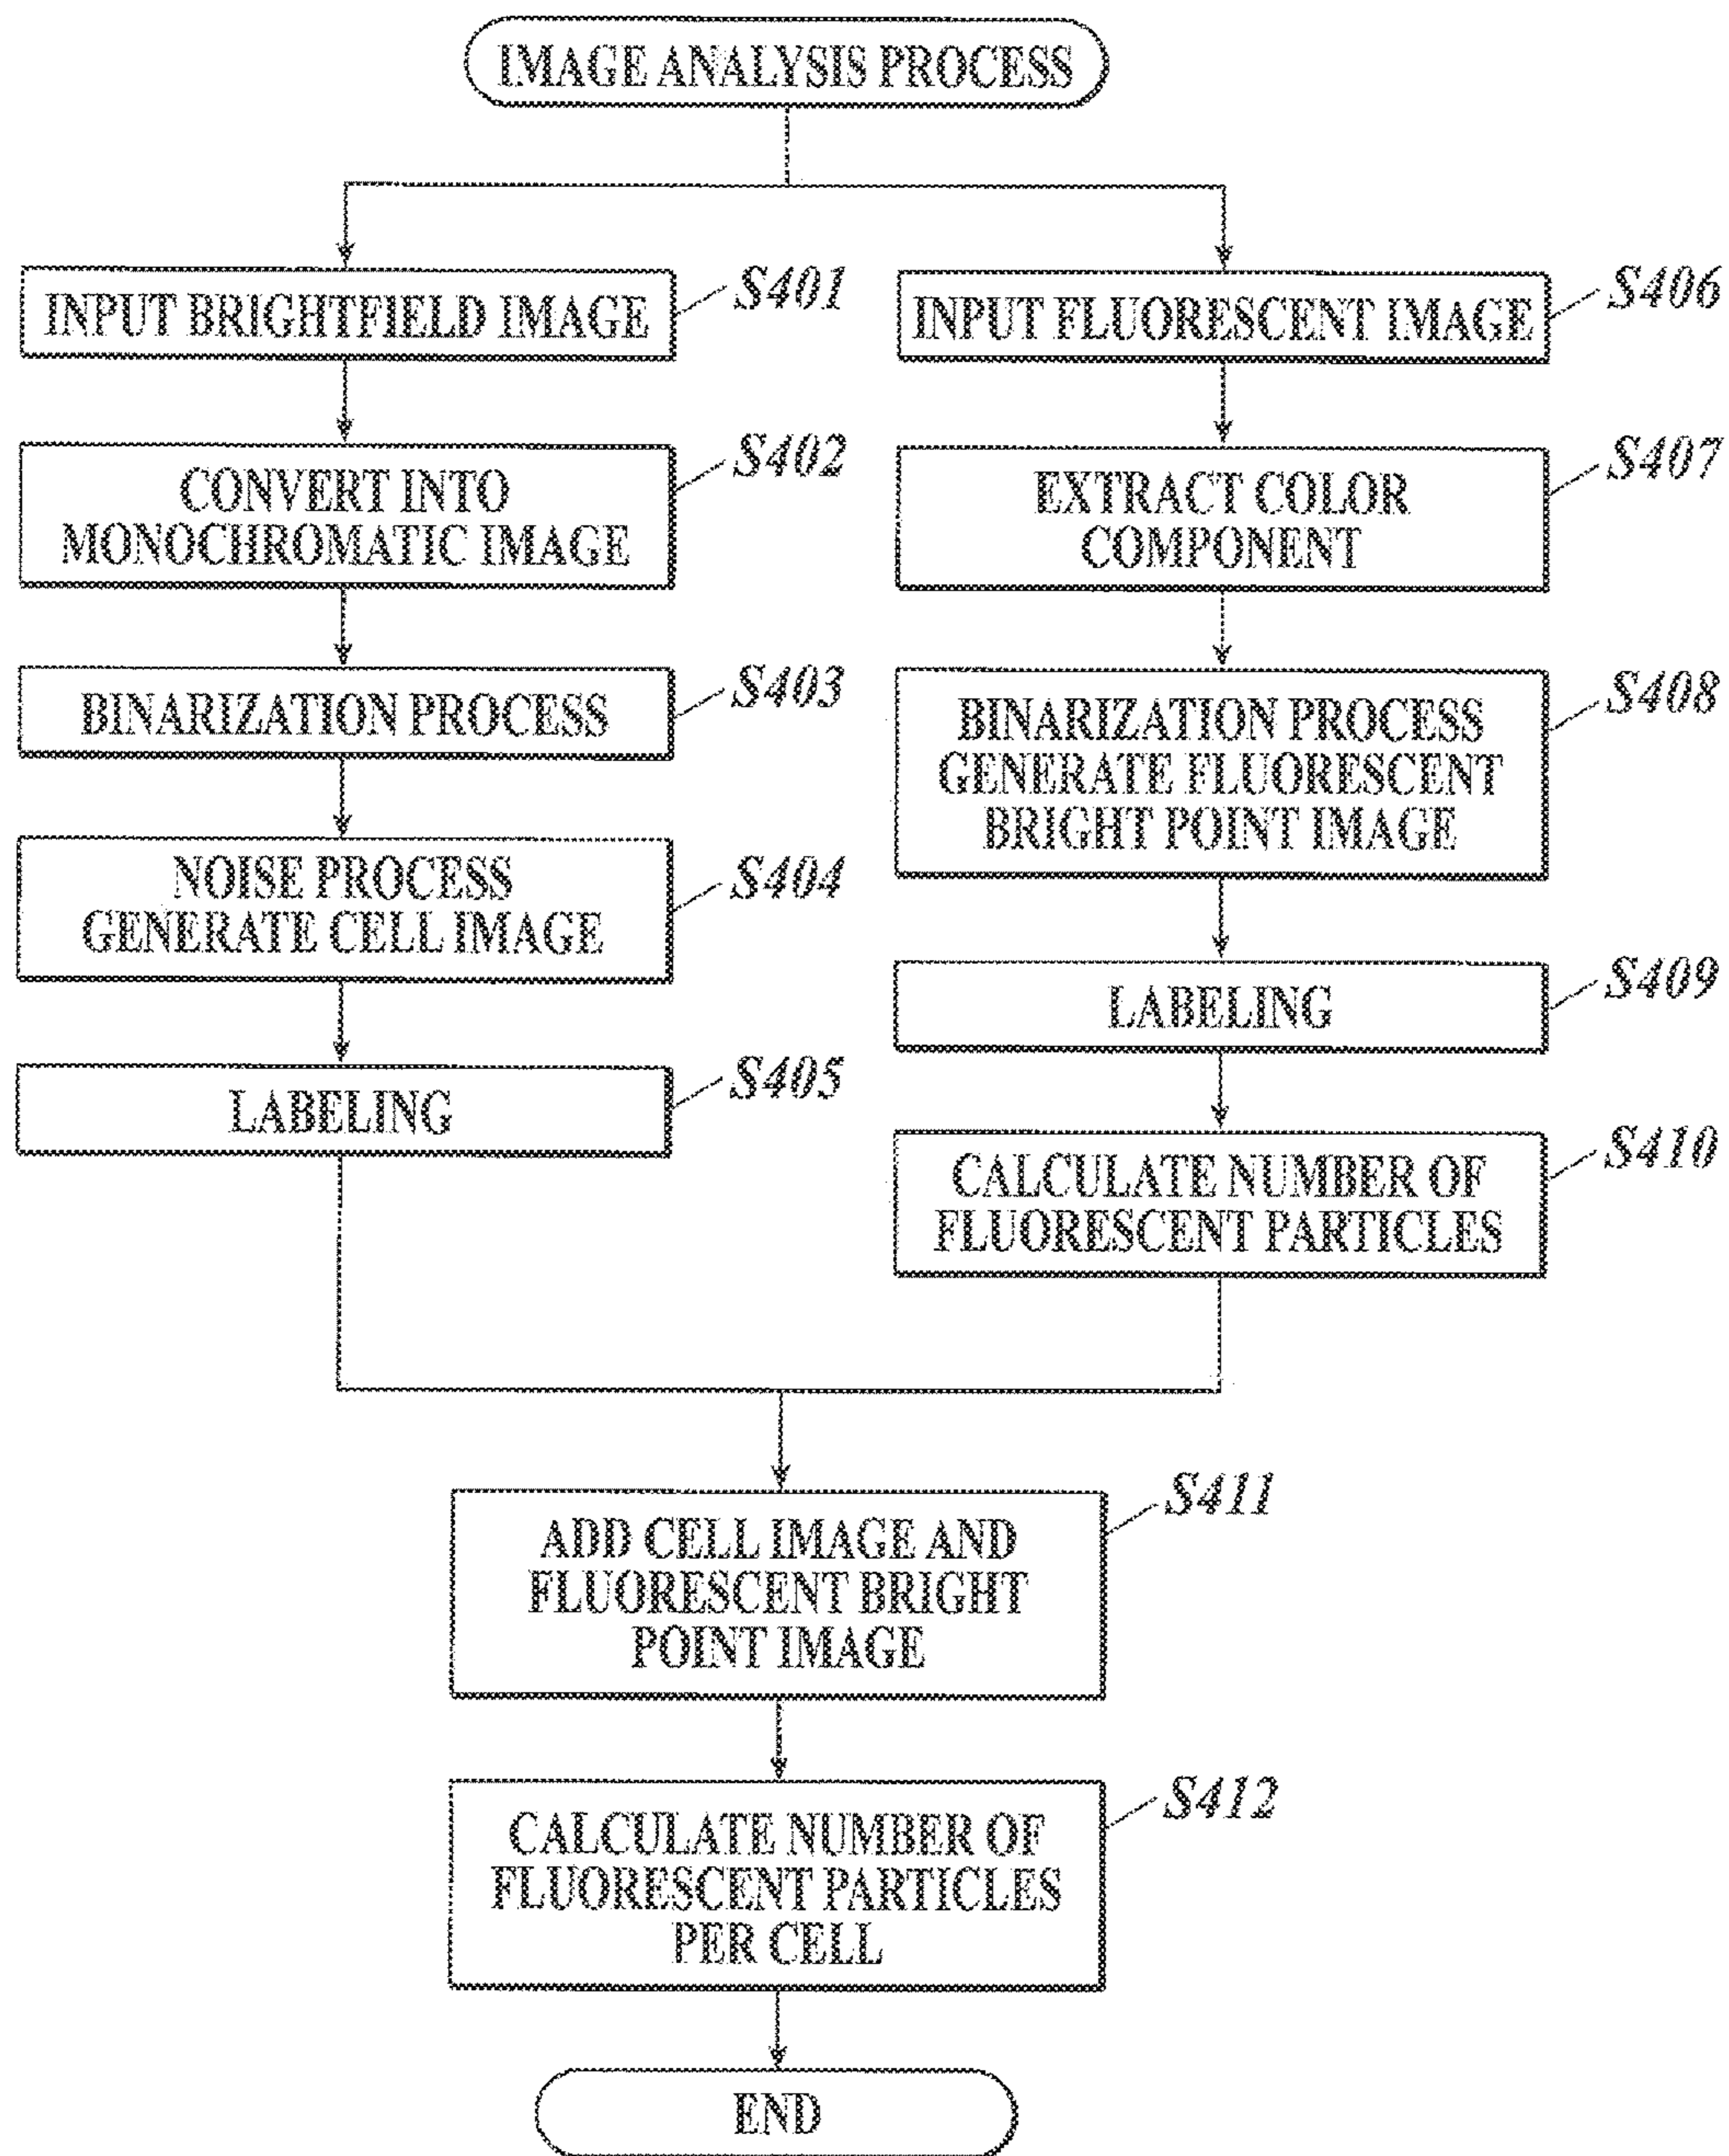 IMAGE ANALYSIS PROCESS
INPUT BRIGHTFIELD IMAGE
S401
CONVERT INTO
MONOCHROMATIC IMAGE
S402
BINARIZATION PROCESS
S403
NOISE PROCESS
GENERATE CELL IMAGE
S404
LABELING
S405
INPUT FLUORESCENT IMAGE
S406
EXTRACT COLOR
COMPONENT
S407
BINARIZATION PROCESS
GENERATE FLUORESCENT
BRIGHT POINT IMAGE
S408
LABELING
S409
CALCULATE NUMBER OF
FLUORESCENT PARTICLES
S410
ADD CELL IMAGE AND
FLUORESCENT BRIGHT
POINT IMAGE
S411
CALCULATE NUMBER OF
FLUORESCENT PARTICLES
PER CELL
S412
END